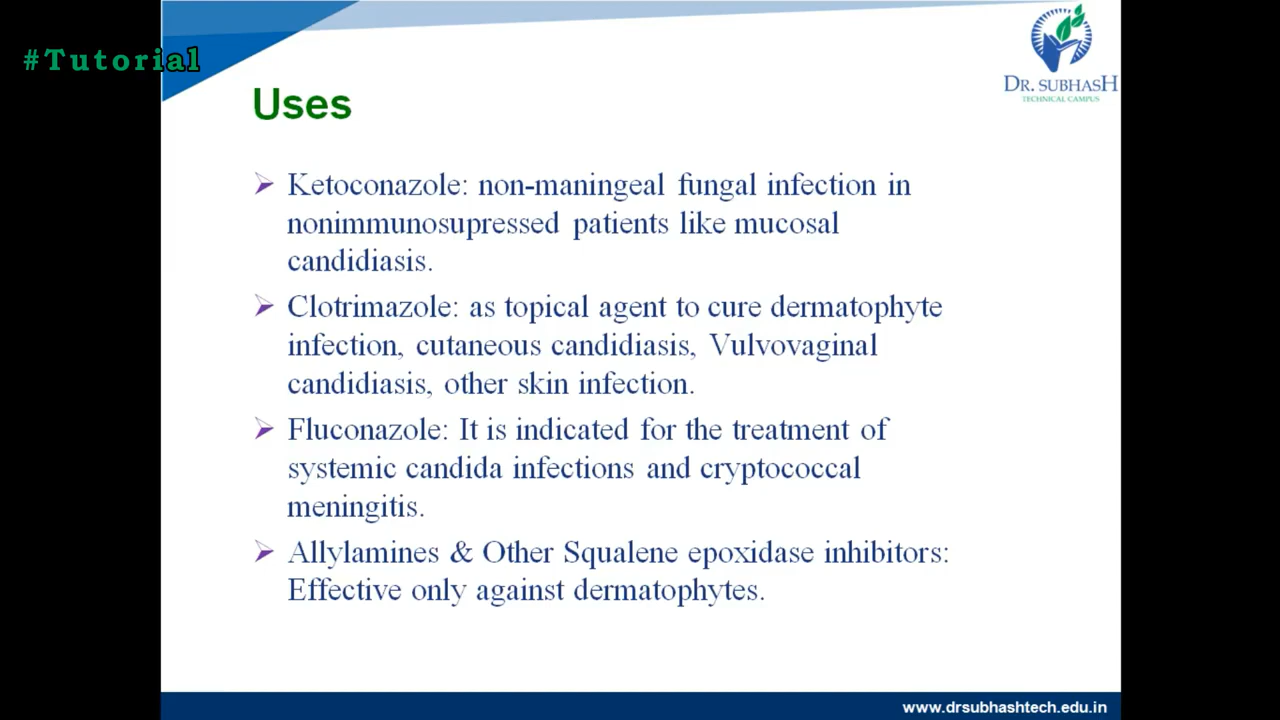 #Tutorial
DR. SUBHASH
TECHNICAL CAMPUS
Uses
➢ Ketoconazole: non-maningeal fungal infection in
nonimmunosupressed patients like mucosal
candidiasis.
➢ Clotrimazole: as topical agent to cure dermatophyte
infection, cutaneous candidiasis, Vulvovaginal
candidiasis, other skin infection.
➢ Fluconazole: It is indicated for the treatment of
systemic candida infections and cryptococcal
meningitis.
➢ Allylamines & Other Squalene epoxidase inhibitors:
Effective only against dermatophytes.
www.drsubhashtech.edu.in